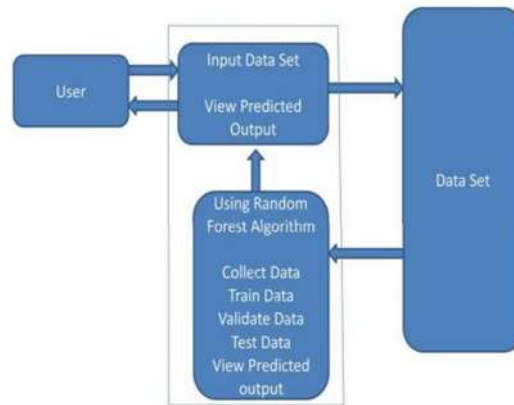 User
Input Data Set
View Predicted
Output
Data Set
Using Random
Forest Algorithm
Collect Data
Train Data
Validate Data
Test Data
View Predicted
output